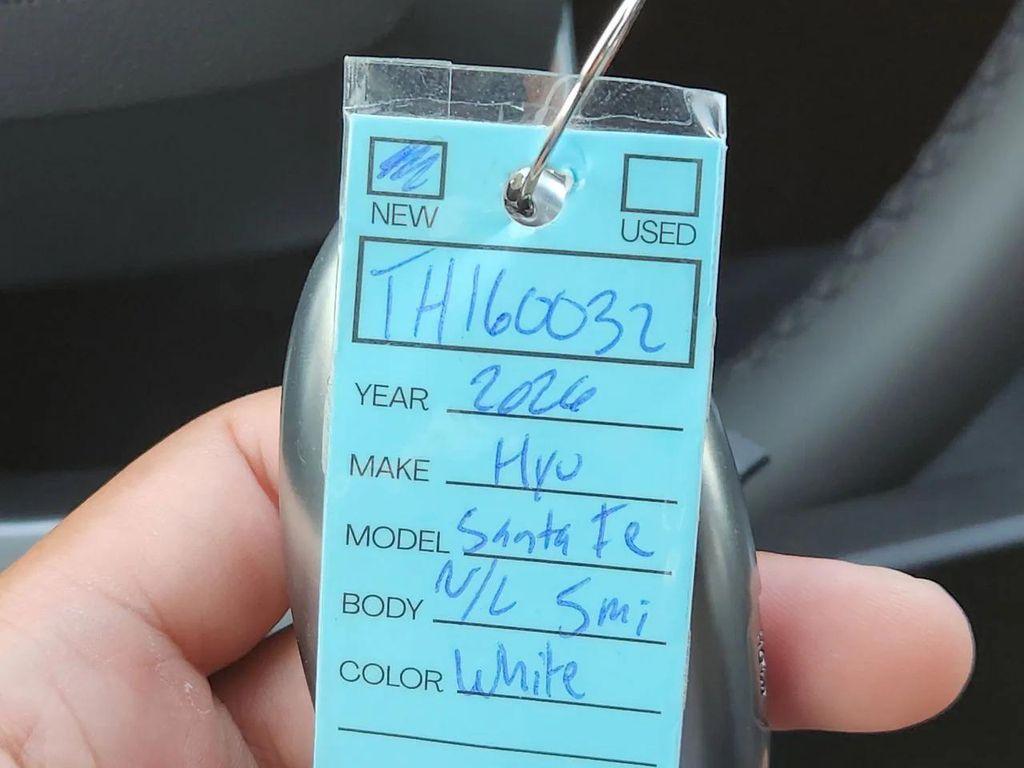 NEW USED
TH160032
YEAR 2026
MAKE Hyu
MODEL Santa Fe
BODY N/L 5mi
COLOR White